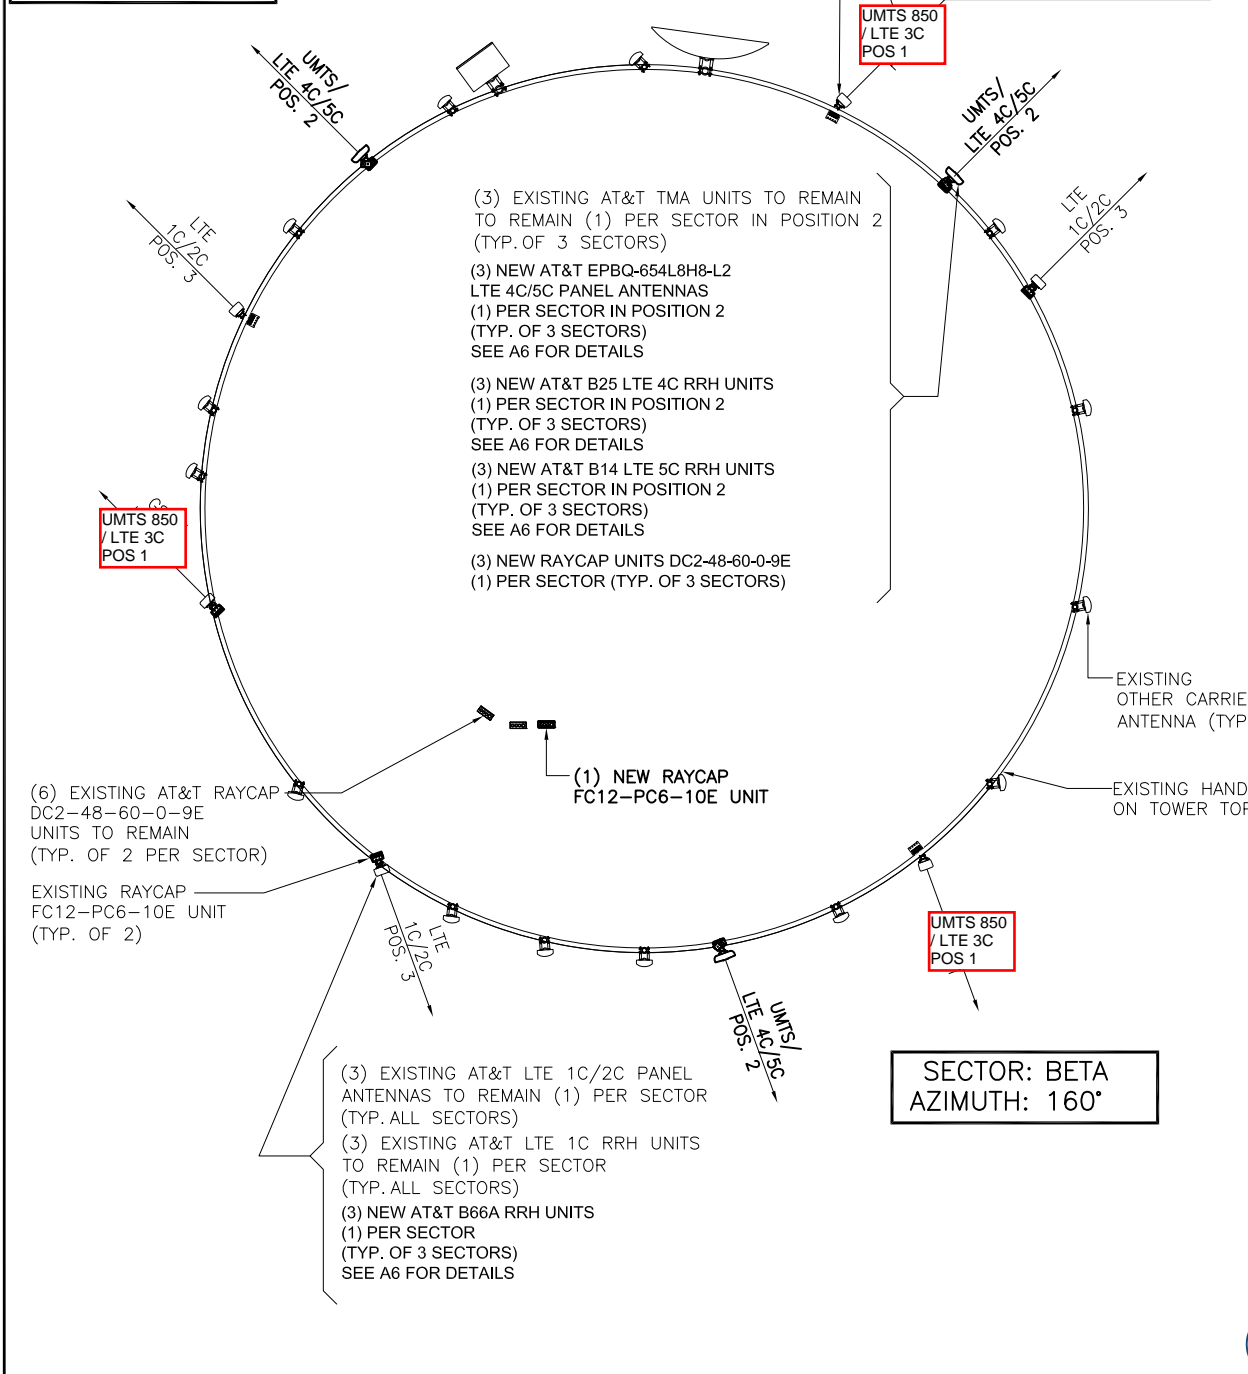 UMTS 850
/ LTE 3C
POS 1
UMTS/
LTE 4C/5C
POS. 2
UMTS/
LTE 4C/5C
POS. 2
LTE
1C/2C
POS. 3
LTE
1C/2C
POS. 3
(3) EXISTING AT&T TMA UNITS TO REMAIN
TO REMAIN (1) PER SECTOR IN POSITION 2
(TYP. OF 3 SECTORS)
(3) NEW AT&T EPBQ-654L8H8-L2
LTE 4C/5C PANEL ANTENNAS
(1) PER SECTOR IN POSITION 2
(TYP. OF 3 SECTORS)
SEE A6 FOR DETAILS
(3) NEW AT&T B25 LTE 4C RRH UNITS
(1) PER SECTOR IN POSITION 2
(TYP. OF 3 SECTORS)
SEE A6 FOR DETAILS
(3) NEW AT&T B14 LTE 5C RRH UNITS
(1) PER SECTOR IN POSITION 2
(TYP. OF 3 SECTORS)
SEE A6 FOR DETAILS
(3) NEW RAYCAP UNITS DC2-48-60-0-9E
(1) PER SECTOR (TYP. OF 3 SECTORS)
UMTS 850
/ LTE 3C
POS 1
EXISTING
OTHER CARRIE
ANTENNA (TYP
(1) NEW RAYCAP
FC12-PC6-10E UNIT
EXISTING HAND
ON TOWER TOP
(6) EXISTING AT&T RAYCAP
DC2-48-60-0-9E
UNITS TO REMAIN
(TYP. OF 2 PER SECTOR)
EXISTING RAYCAP
FC12-PC6-10E UNIT
(TYP. OF 2)
LTE
1C/2C
POS. 3
UMTS 850
/ LTE 3C
POS 1
UMTS/
LTE 4C/5C
POS. 2
SECTOR: BETA
AZIMUTH: 160°
(3) EXISTING AT&T LTE 1C/2C PANEL
ANTENNAS TO REMAIN (1) PER SECTOR
(TYP. ALL SECTORS)
(3) EXISTING AT&T LTE 1C RRH UNITS
TO REMAIN (1) PER SECTOR
(TYP. ALL SECTORS)
(3) NEW AT&T B66A RRH UNITS
(1) PER SECTOR
(TYP. OF 3 SECTORS)
SEE A6 FOR DETAILS